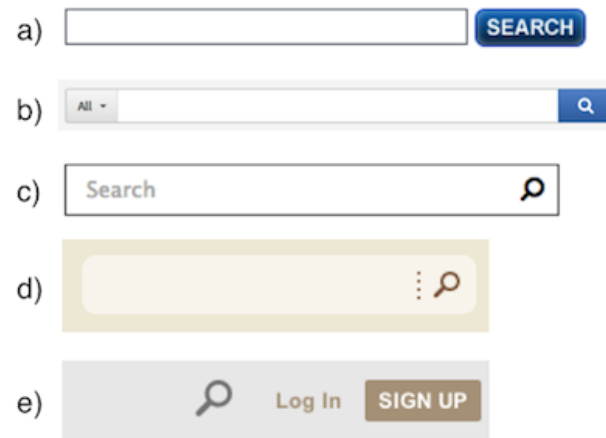 a) SEARCH
b) All
c) Search
d)
e) Log In SIGN UP